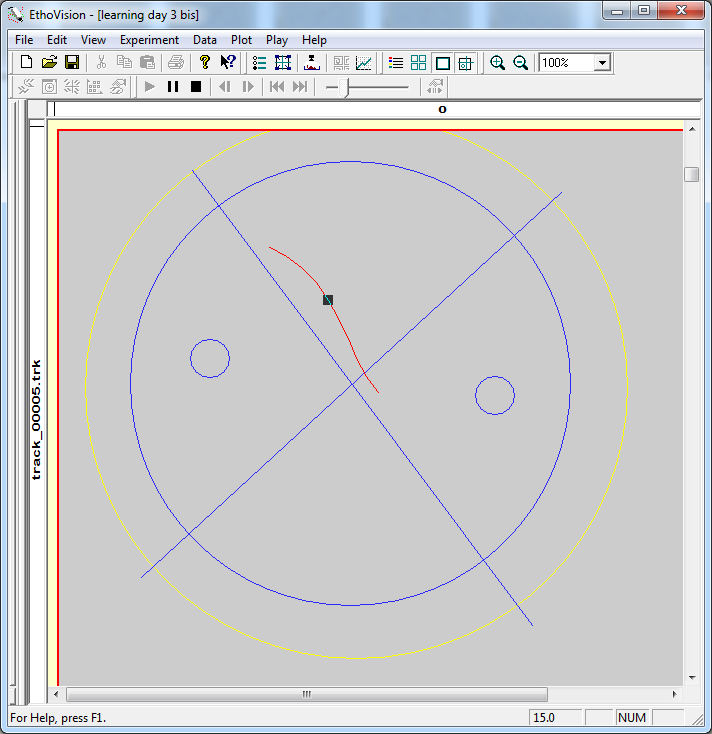 EthoVision - [learning day 3 bis]
File Edit View Experiment Data Plot Play Help
100%
0
track_00005.trk
For Help, press F1.
15.0
NUM